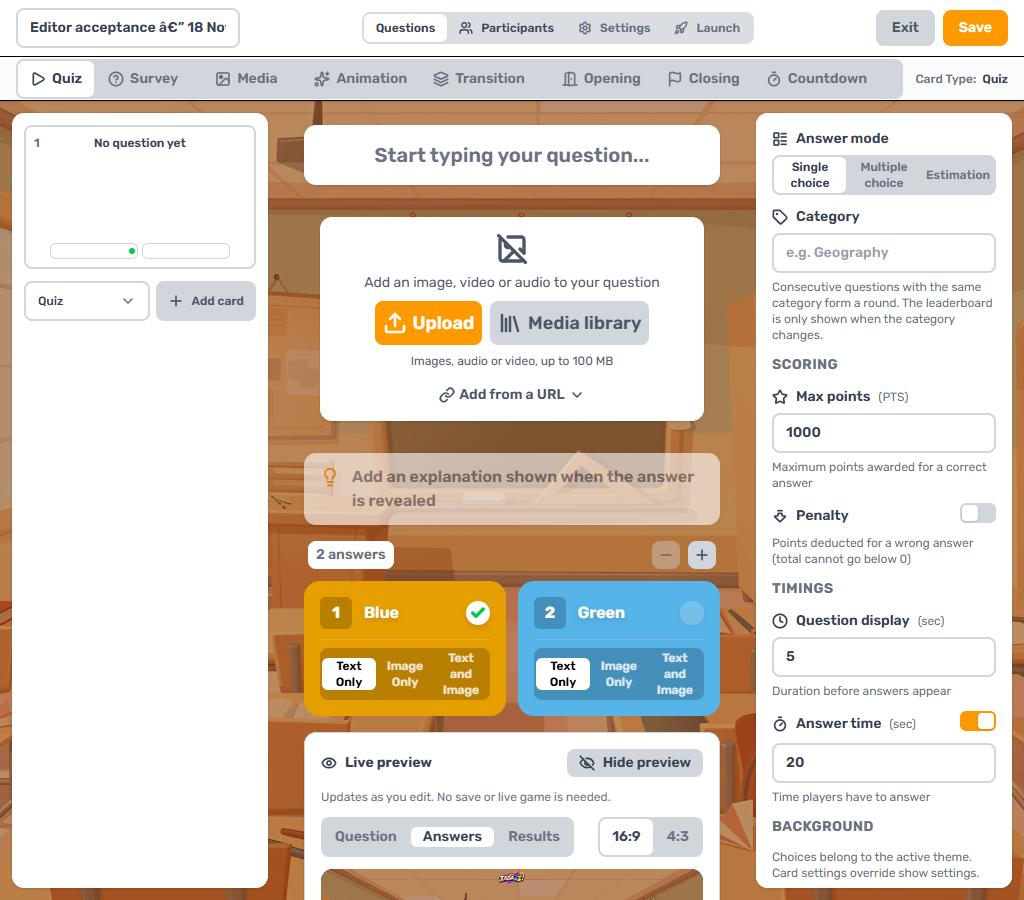 Editor acceptance â€” 18 No
Questions
Participants
Settings
Launch
Exit
Save
Quiz
Survey
Media
Animation
Transition
Opening
Closing
Countdown
Card Type: Quiz
1
No question yet
Quiz
Add card
Start typing your question...
Add an image, video or audio to your question
Upload
Media library
Images, audio or video, up to 100 MB
Add from a URL
Add an explanation shown when the answer
is revealed
2 answers
1
Blue
Text
Only
Image
Only
Text
and
Image
2
Green
Text
Only
Image
Only
Text
and
Image
Live preview
Hide preview
Updates as you edit. No save or live game is needed.
Question
Answers
Results
16:9
4:3
Answer mode
Single
choice
Multiple
choice
Estimation
Category
e.g. Geography
Consecutive questions with the same
category form a round. The leaderboard
is only shown when the category
changes.
SCORING
Max points (PTS)
1000
Maximum points awarded for a correct
answer
Penalty
Points deducted for a wrong answer
(total cannot go below 0)
TIMINGS
Question display (sec)
5
Duration before answers appear
Answer time (sec)
20
Time players have to answer
BACKGROUND
Choices belong to the active theme.
Card settings override show settings.